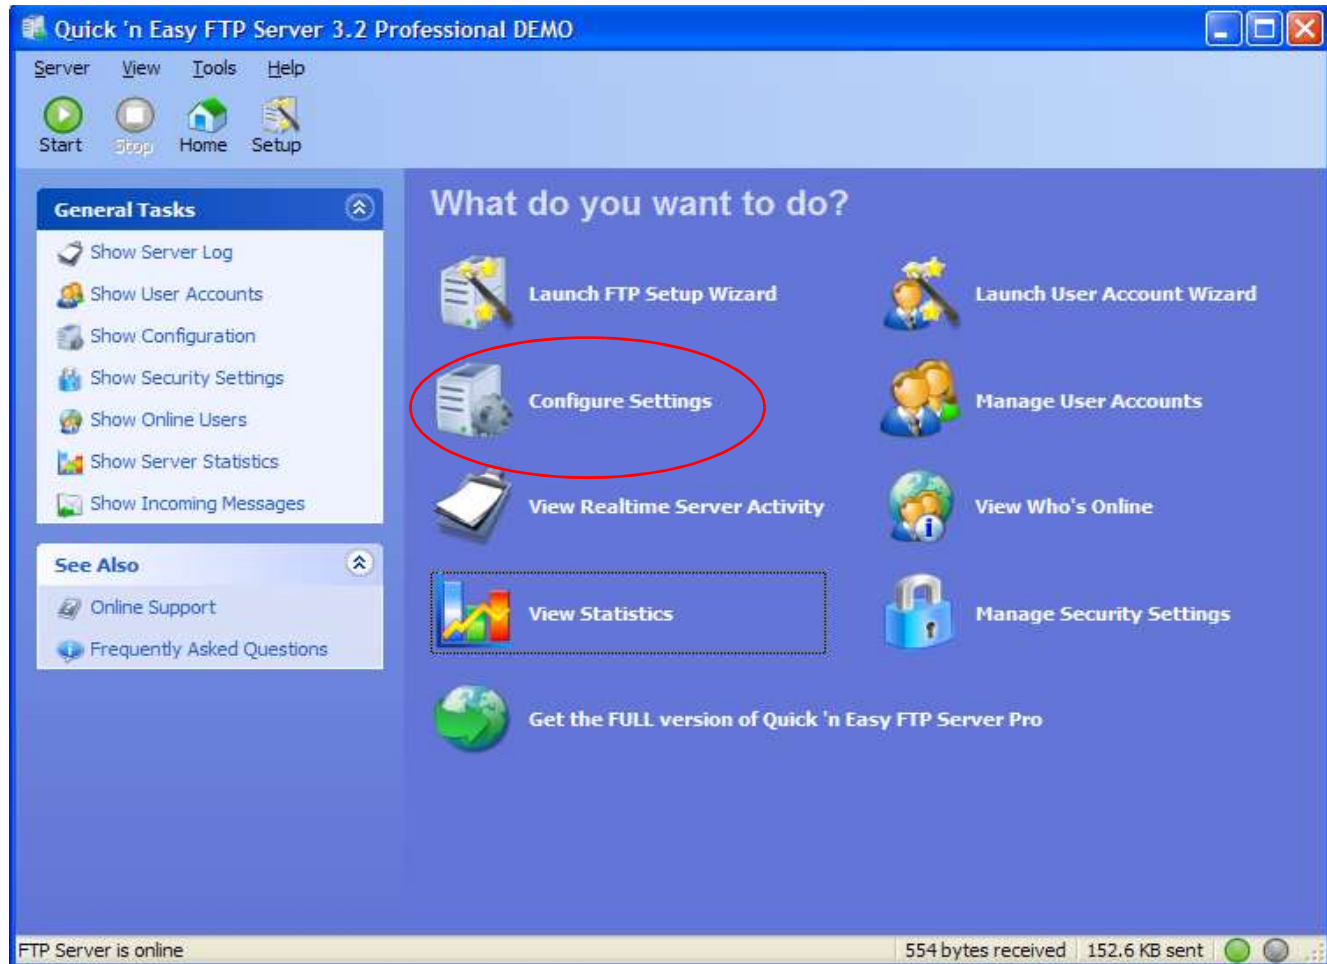 Quick 'n Easy FTP Server 3.2 Professional DEMO
Server View Tools Help
Start Stop Home Setup
General Tasks
Show Server Log
Show User Accounts
Show Configuration
Show Security Settings
Show Online Users
Show Server Statistics
Show Incoming Messages
See Also
Online Support
Frequently Asked Questions
What do you want to do?
Launch FTP Setup Wizard
Launch User Account Wizard
Configure Settings
Manage User Accounts
View Realtime Server Activity
View Who's Online
View Statistics
Manage Security Settings
Get the FULL version of Quick 'n Easy FTP Server Pro
FTP Server is online
554 bytes received
152.6 KB sent